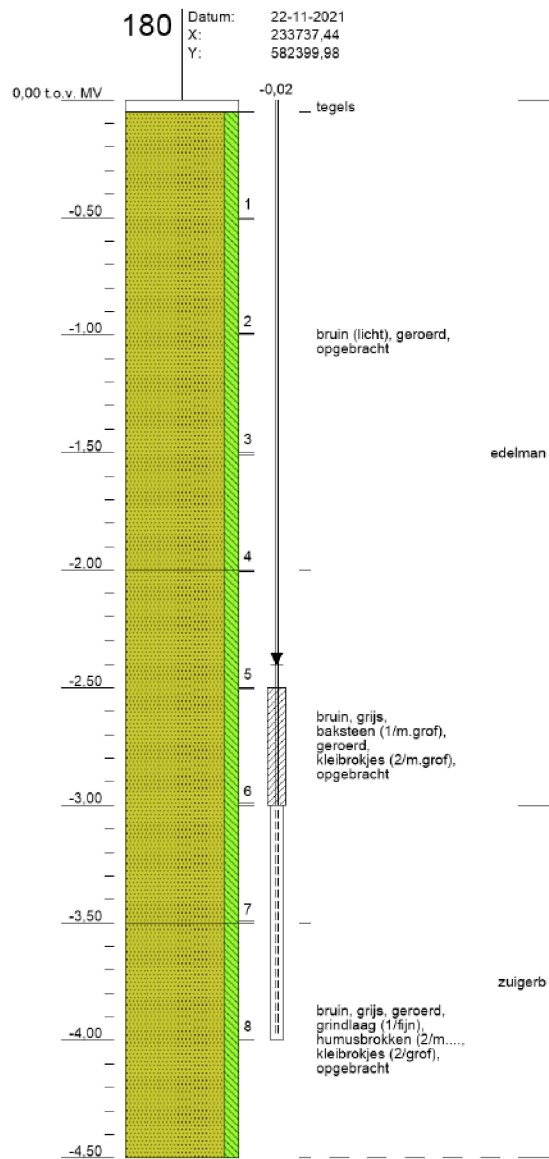 180
Datum: 22-11-2021
X: 233737,44
Y: 582399,98
0,00 t.o.v. MV
-0,02
tegels
1
-0,50
2
-1,00
bruin (licht), geroerd,
opgebracht
3
-1,50
edelman
4
-2,00
5
-2,50
bruin, grijs,
baksteen (1/m.grof),
geroerd,
kleibrokjes (2/m.grof),
opgebracht
6
-3,00
7
-3,50
zuigerb
bruin, grijs, geroerd,
grindlaag (1/fijn),
humusbrokken (2/m....,
kleibrokjes (2/grof),
opgebracht
8
-4,00
-4,50